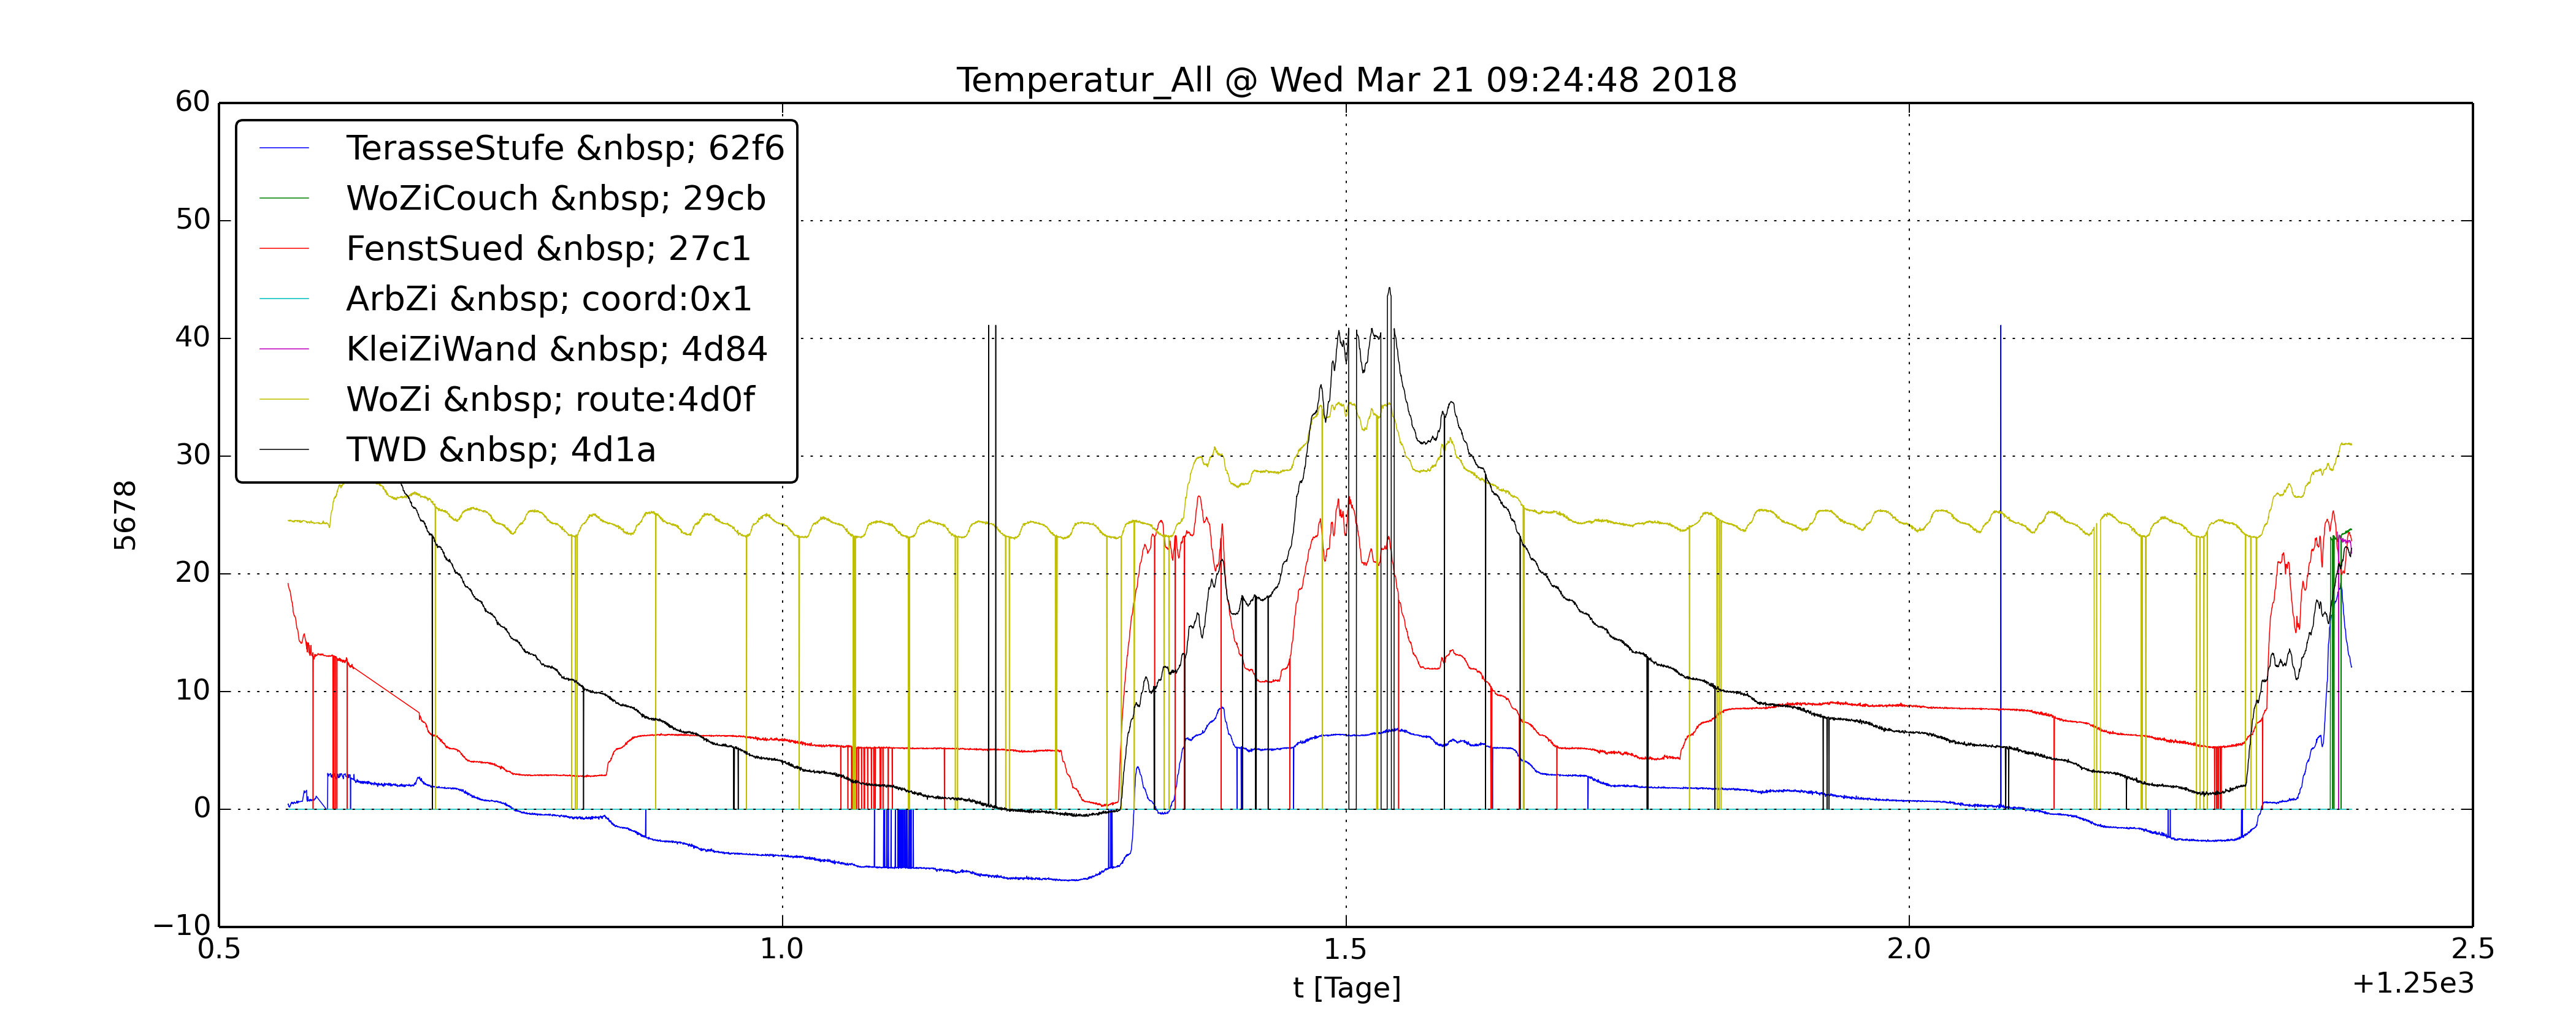 Temperatur_All @ Wed Mar 21 09:24:48 2018
60
50
40
30
20
10
0
−10
5678
TerasseStufe &nbsp; 62f6
WoZiCouch &nbsp; 29cb
FenstSued &nbsp; 27c1
ArbZi &nbsp; coord:0x1
KleiZiWand &nbsp; 4d84
WoZi &nbsp; route:4d0f
TWD &nbsp; 4d1a
0.5 1.0 1.5 2.0 2.5
+1.25e3
t [Tage]